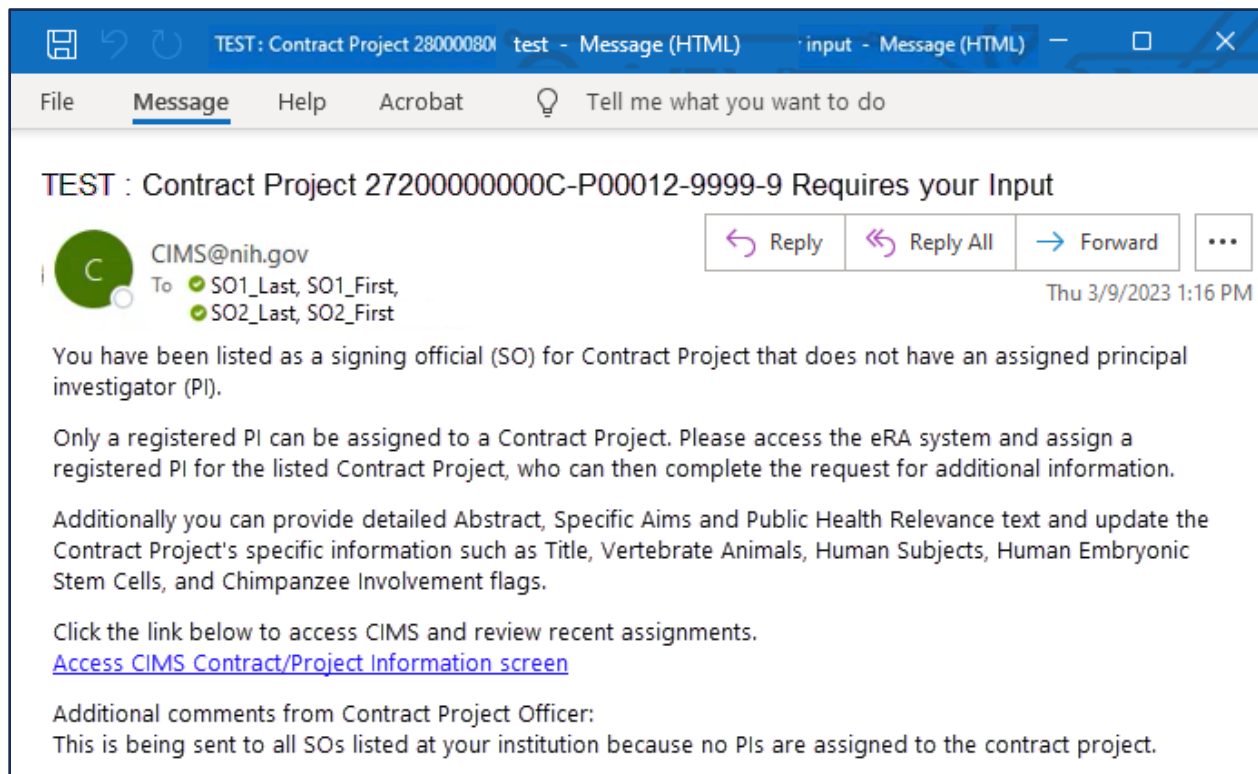 TEST : Contract Project 280000080 test - Message (HTML) input - Message (HTML)
File Message Help Acrobat Tell me what you want to do
TEST : Contract Project 27200000000C-P00012-9999-9 Requires your Input
C
CIMS@nih.gov
To SO1_Last, SO1_First,
SO2_Last, SO2_First
Reply Reply All Forward
Thu 3/9/2023 1:16 PM
You have been listed as a signing official (SO) for Contract Project that does not have an assigned principal
investigator (PI).
Only a registered PI can be assigned to a Contract Project. Please access the eRA system and assign a
registered PI for the listed Contract Project, who can then complete the request for additional information.
Additionally you can provide detailed Abstract, Specific Aims and Public Health Relevance text and update the
Contract Project's specific information such as Title, Vertebrate Animals, Human Subjects, Human Embryonic
Stem Cells, and Chimpanzee Involvement flags.
Click the link below to access CIMS and review recent assignments.
Access CIMS Contract/Project Information screen
Additional comments from Contract Project Officer:
This is being sent to all SOs listed at your institution because no PIs are assigned to the contract project.